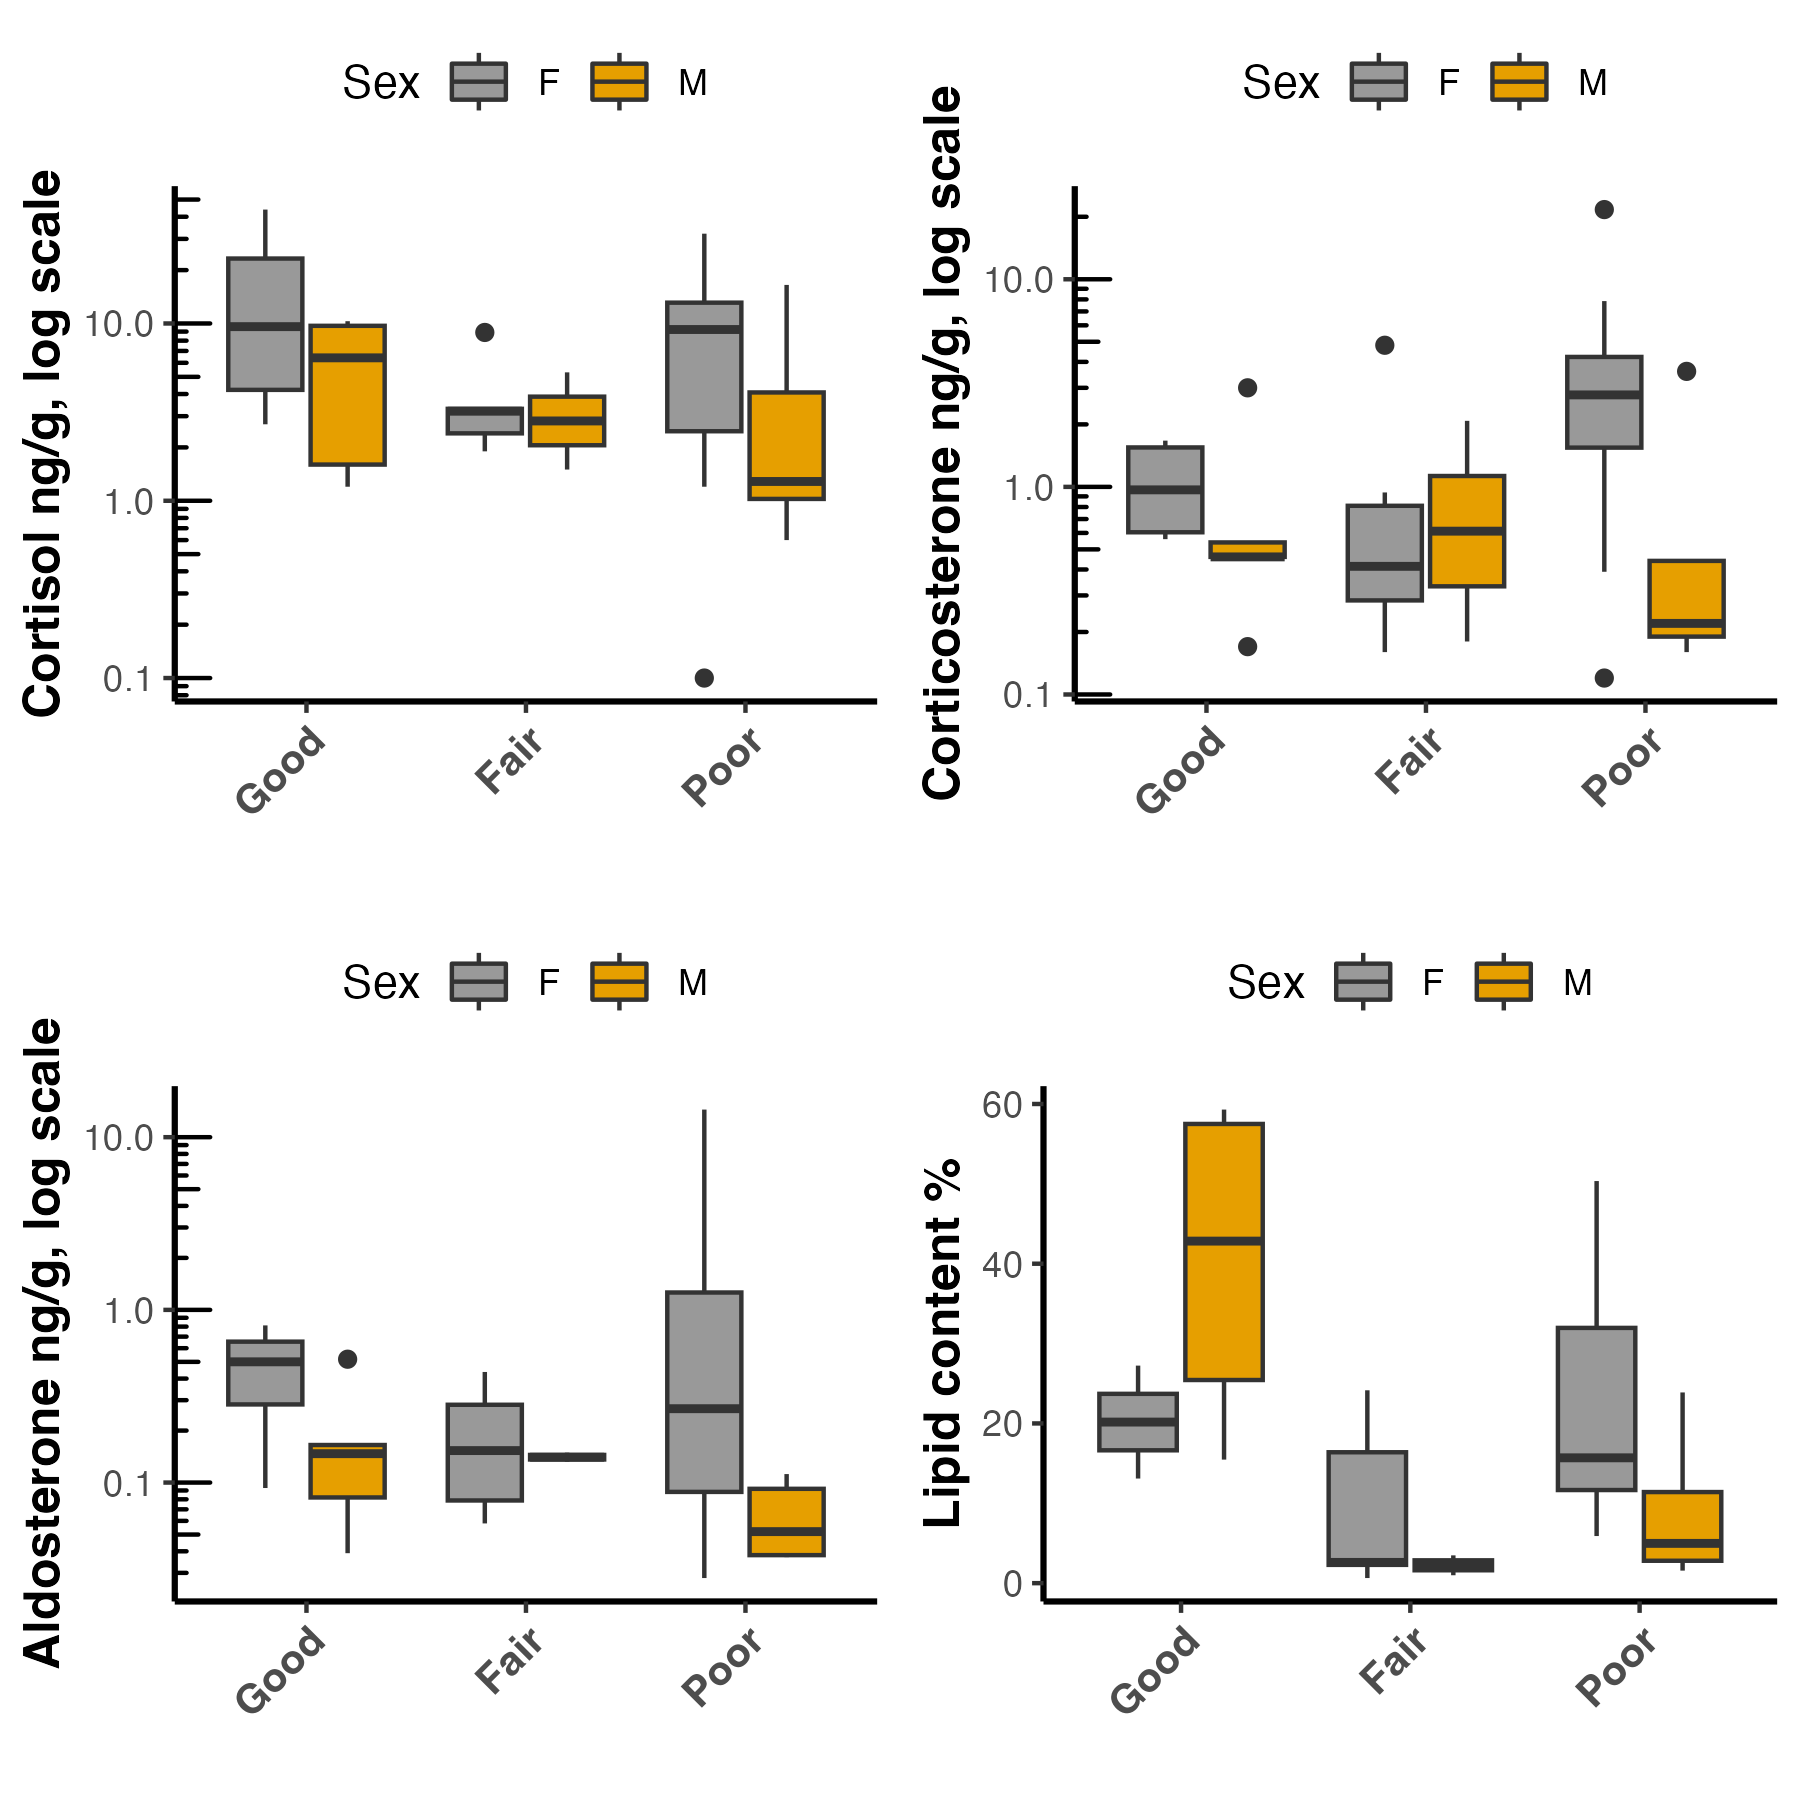 Sex F M
Cortisol ng/g, log scale
10.0
1.0
0.1
Good Fair Poor
Sex F M
Corticosterone ng/g, log scale
10.0
1.0
0.1
Good Fair Poor
Sex F M
Aldosterone ng/g, log scale
10.0
1.0
0.1
Good Fair Poor
Sex F M
Lipid content %
60
40
20
0
Good Fair Poor